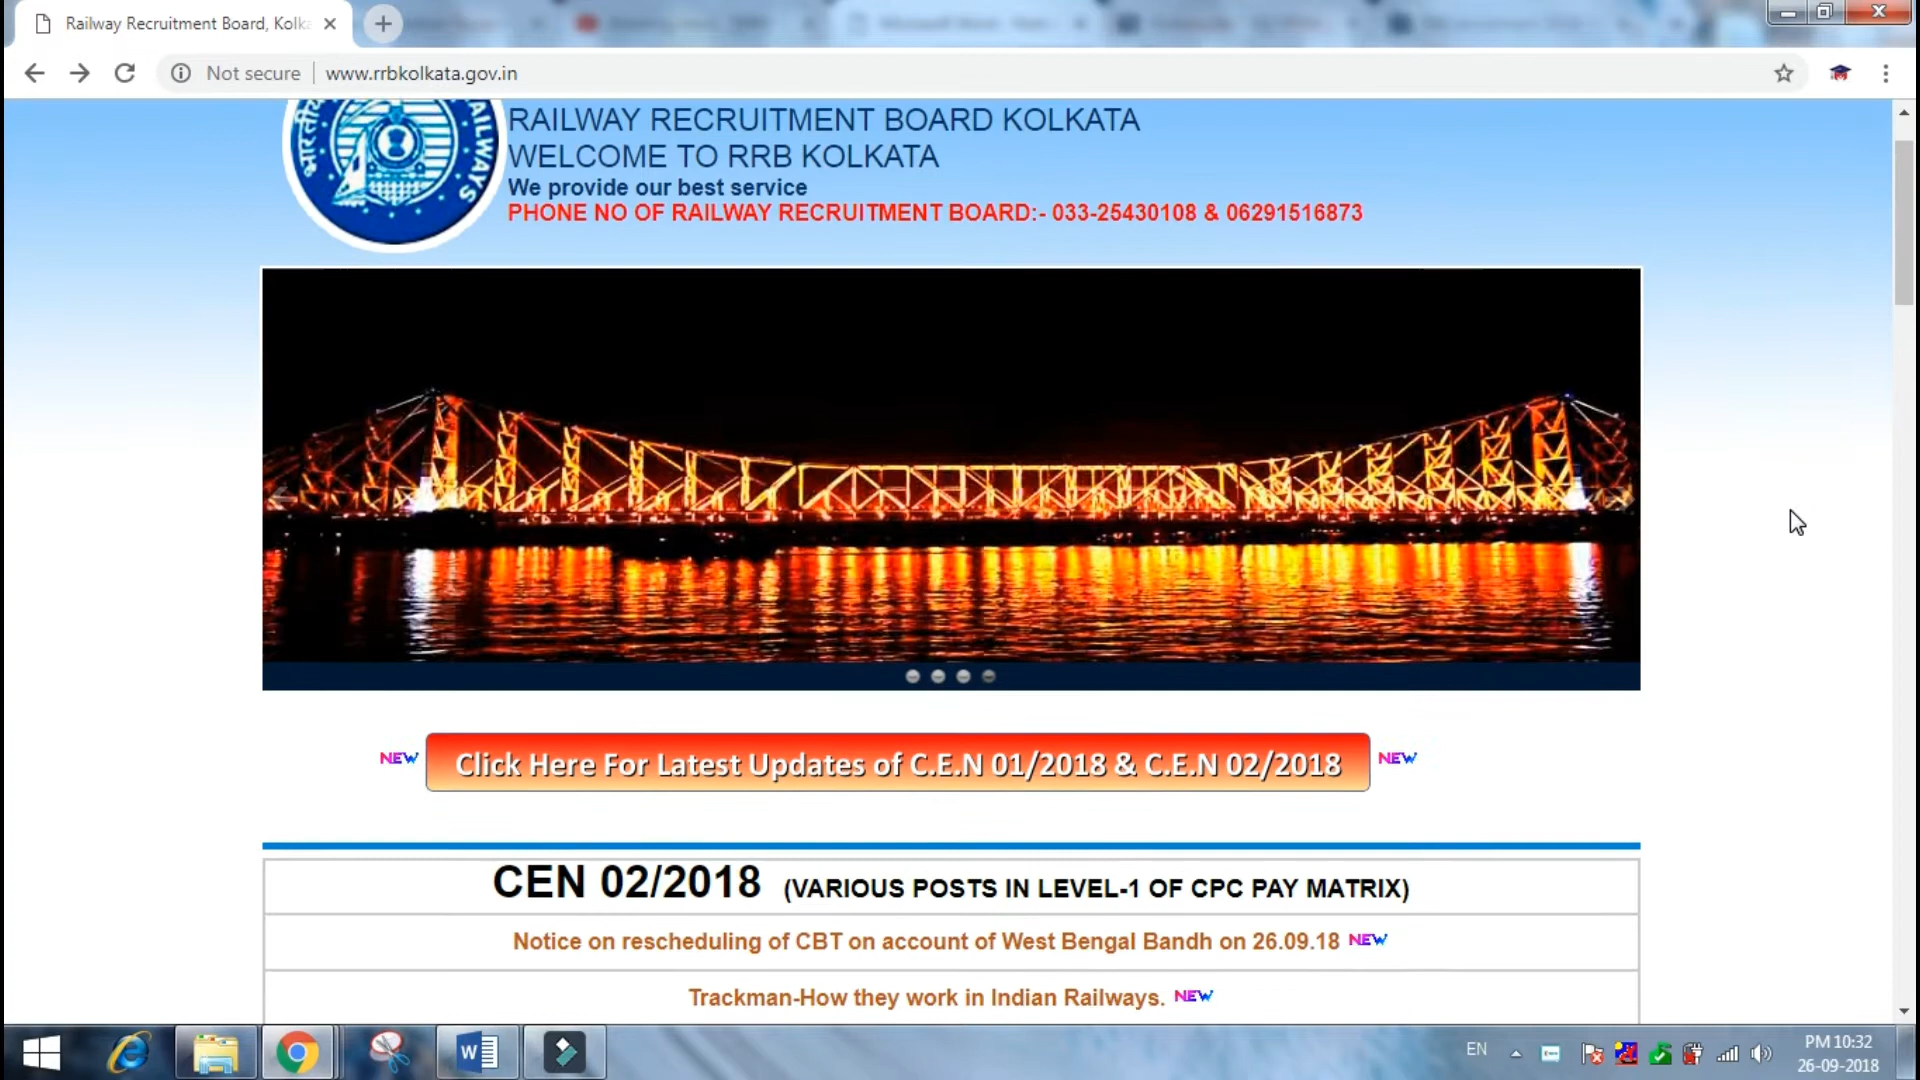 Railway Recruitment Board, Kolk
Not secure
www.rrbkolkata.gov.in
भारतीय
RAILWAYS
RAILWAY RECRUITMENT BOARD KOLKATA
WELCOME TO RRB KOLKATA
We provide our best service
PHONE NO OF RAILWAY RECRUITMENT BOARD:- 033-25430108 & 06291516873
NEW Click Here For Latest Updates of C.E.N 01/2018 & C.E.N 02/2018 NEW
CEN 02/2018 (VARIOUS POSTS IN LEVEL-1 OF CPC PAY MATRIX)
Notice on rescheduling of CBT on account of West Bengal Bandh on 26.09.18 NEW
Trackman-How they work in Indian Railways. NEW
EN
PM 10:32
26-09-2018